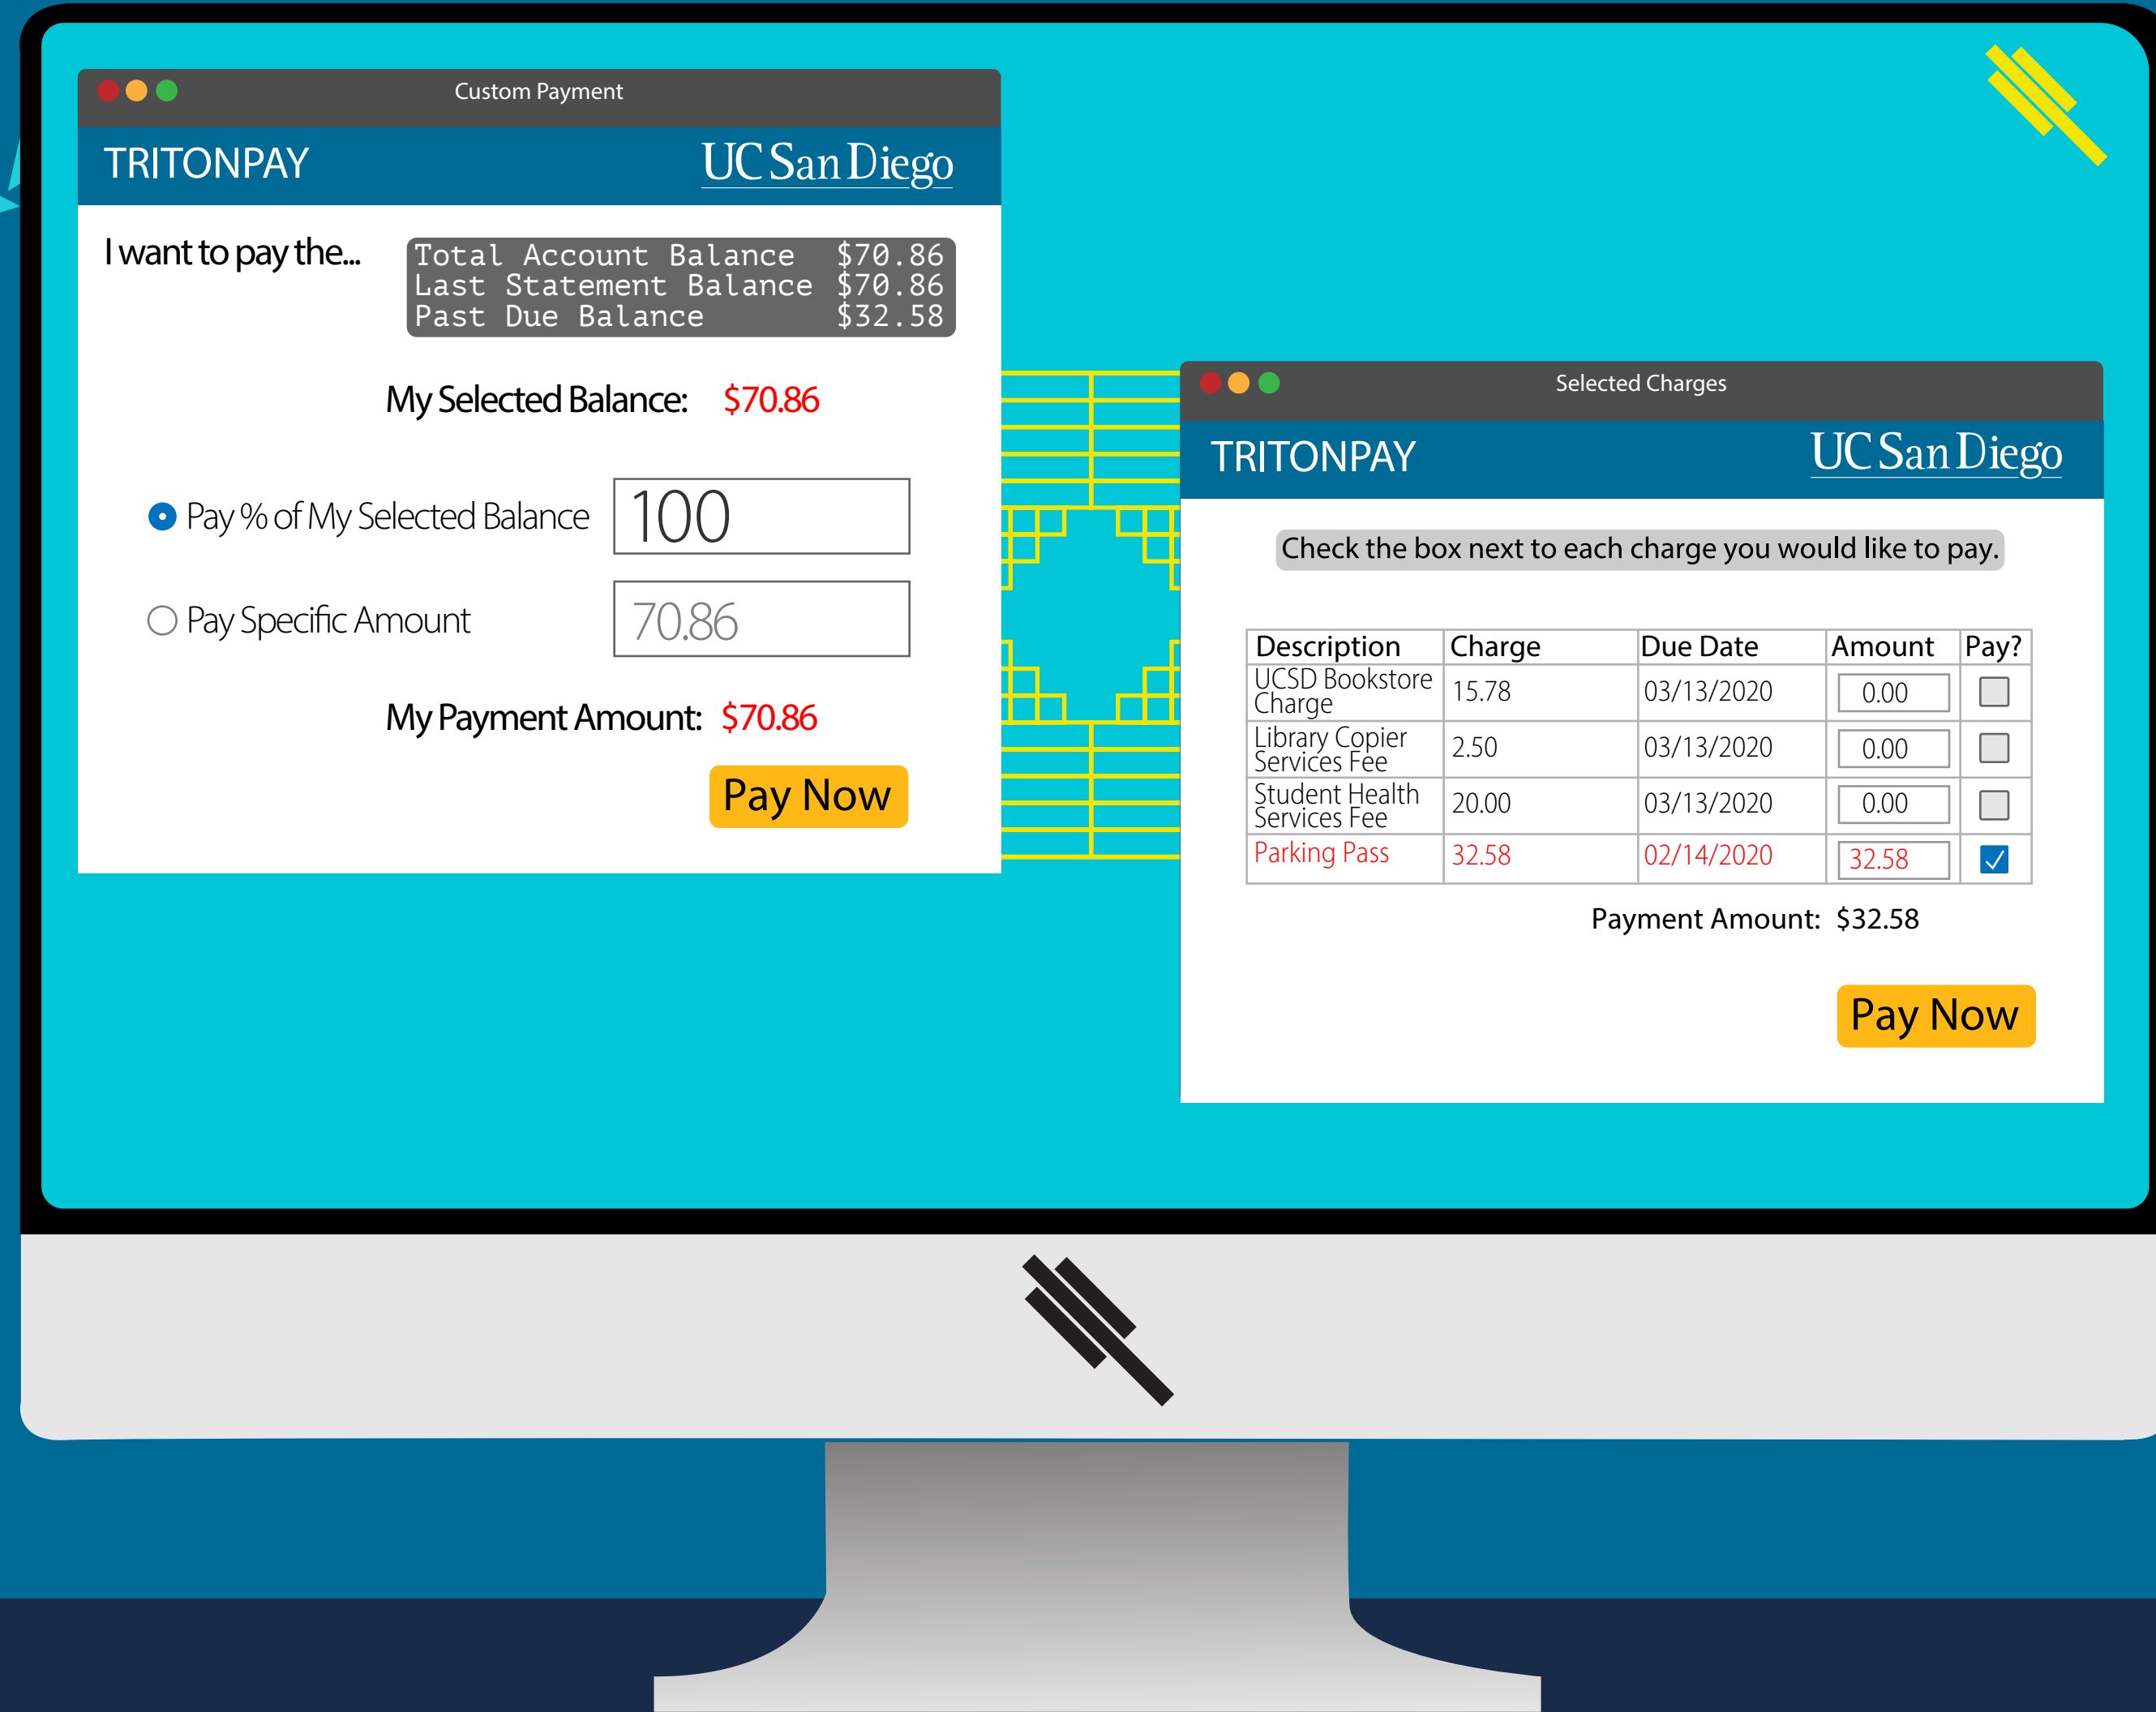 Custom Payment
TRITONPAY
UC San Diego
I want to pay the...
Total Account Balance $70.86
Last Statement Balance $70.86
Past Due Balance $32.58
My Selected Balance: $70.86
Pay % of My Selected Balance 100
Pay Specific Amount 70.86
My Payment Amount: $70.86
Pay Now
Selected Charges
TRITONPAY
UC San Diego
Check the box next to each charge you would like to pay.
Description Charge Due Date Amount Pay?
UCSD Bookstore
Charge 15.78 03/13/2020 0.00
Library Copier
Services Fee 2.50 03/13/2020 0.00
Student Health
Services Fee 20.00 03/13/2020 0.00
Parking Pass 32.58 02/14/2020 32.58
Payment Amount: $32.58
Pay Now